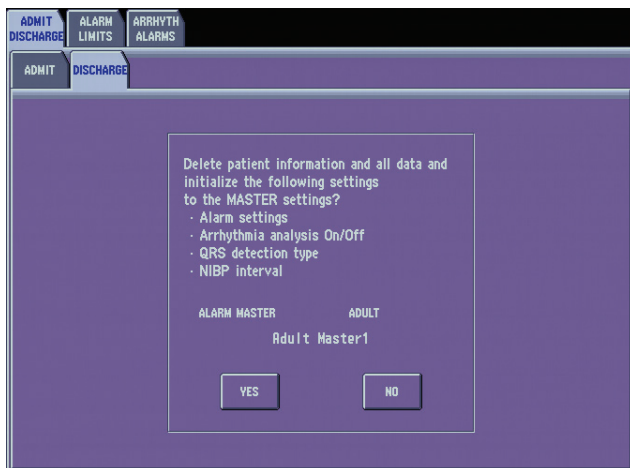 ADMIT DISCHARGE
ALARM LIMITS
ARRHYTH ALARMS
ADMIT
DISCHARGE
Delete patient information and all data and
initialize the following settings
to the MASTER settings?
· Alarm settings
· Arrhythmia analysis On/Off
· QRS detection type
· NIBP interval
ALARM MASTER ADULT
Adult Master1
YES NO